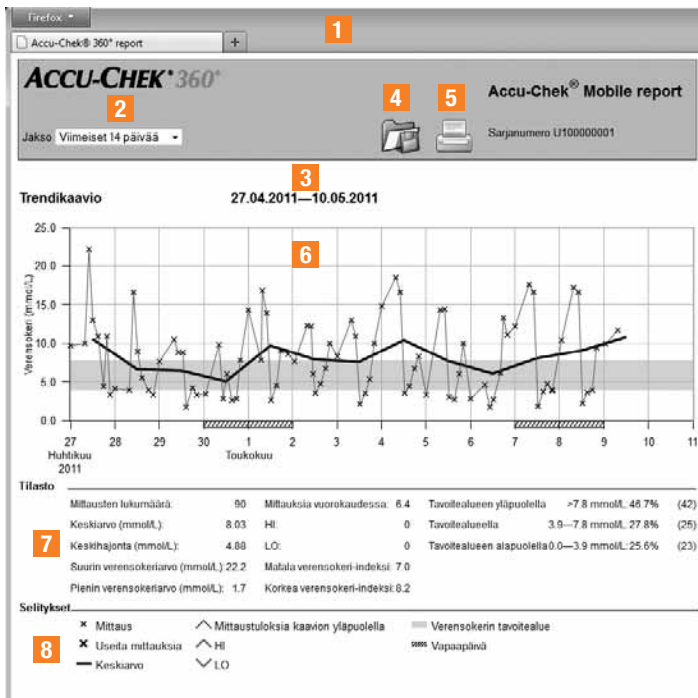 Firefox
1
Accu-Chek® 360° report
+
ACCU-CHEK® 360°
2
4
5
Accu-Chek® Mobile report
Jakso Viimeiset 14 päivää
Sarjanumero U100000001
3
Trendikaavio 27.04.2011—10.05.2011
6
Verensokeri (mmol/L)
25.0
20.0
15.0
10.0
5.0
0.0
27 28 29 30 1 2 3 4 5 6 7 8 9 10 11
Huhtikuu Toukokuu
2011
Tilasto
7
Mittausten lukumäärä: 90 Mittauksia vuorokaudessa: 6.4 Tavoitealueen yläpuolella >7.8 mmol/L: 46.7% (42)
Keskiarvo (mmol/L): 8.03 HI: 0 Tavoitealueella 3.9—7.8 mmol/L: 27.8% (25)
Keskihajonta (mmol/L): 4.88 LO: 0 Tavoitealueen alapuolella 0.0—3.9 mmol/L: 25.6% (23)
Suurin verensokeriarvo (mmol/L): 22.2 Matala verensokeri-indeksi: 7.0
Pienin verensokeriarvo (mmol/L): 1.7 Korkea verensokeri-indeksi: 8.2
Selitykset
8
Mittaus Mittaustuloksia kaavion yläpuolella Verensokerin tavoitealue
Useita mittauksia HI Vapaapäivä
Keskiarvo LO